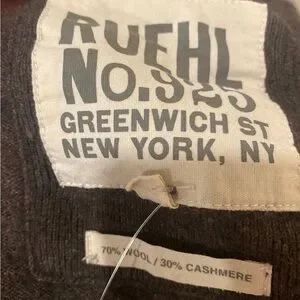 RUEHL
No.925
GREENWICH ST
NEW YORK, NY
70% WOOL / 30% CASHMERE